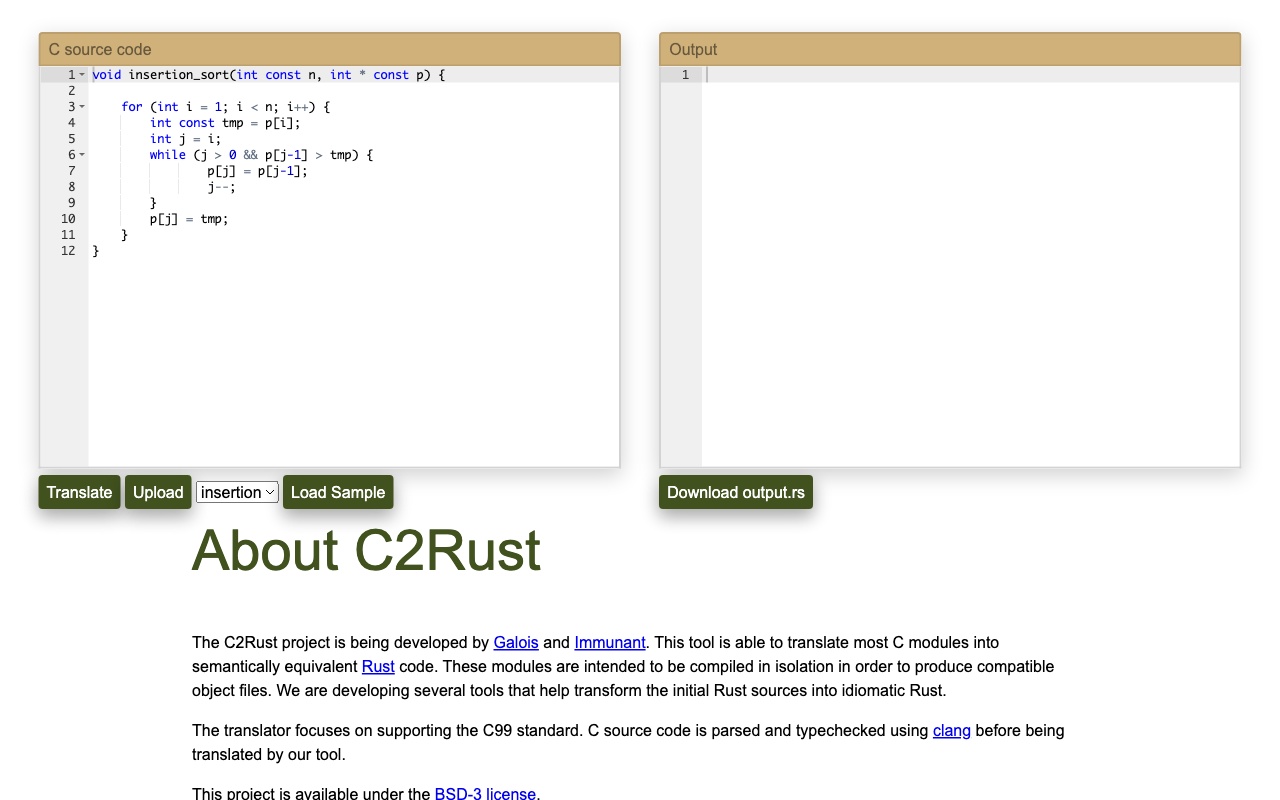 C source code
1 void insertion_sort(int const n, int * const p) {
2
3     for (int i = 1; i < n; i++) {
4         int const tmp = p[i];
5         int j = i;
6         while (j > 0 && p[j-1] > tmp) {
7                 p[j] = p[j-1];
8                 j--;
9         }
10         p[j] = tmp;
11     }
12 }
Output
1
Translate Upload insertion Load Sample
Download output.rs
About C2Rust
The C2Rust project is being developed by Galois and Immunant. This tool is able to translate most C modules into
semantically equivalent Rust code. These modules are intended to be compiled in isolation in order to produce compatible
object files. We are developing several tools that help transform the initial Rust sources into idiomatic Rust.
The translator focuses on supporting the C99 standard. C source code is parsed and typechecked using clang before being
translated by our tool.
This project is available under the BSD-3 license.